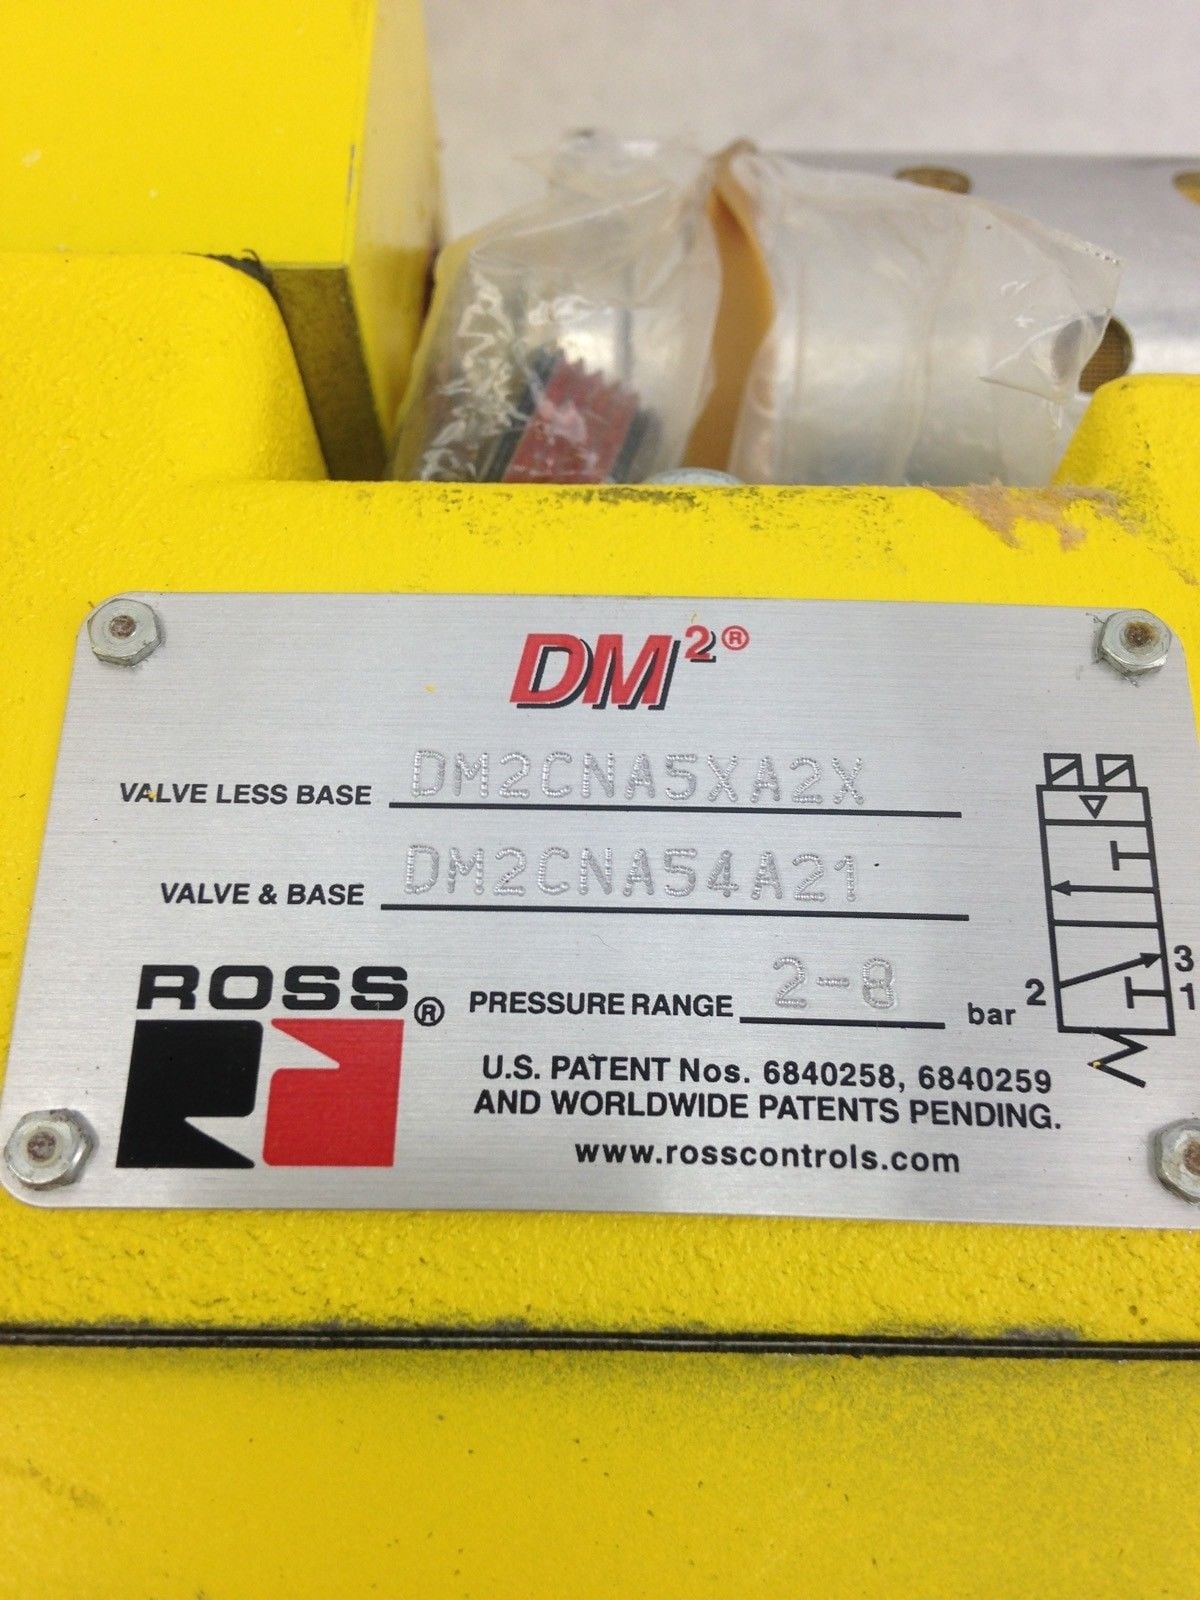 DM2®
VALVE LESS BASE DM2CNA5XA2X
VALVE & BASE DM2CNA54A21
ROSS®
PRESSURE RANGE 2-8 bar
2
3
1
U.S. PATENT Nos. 6840258, 6840259
AND WORLDWIDE PATENTS PENDING.
www.rosscontrols.com